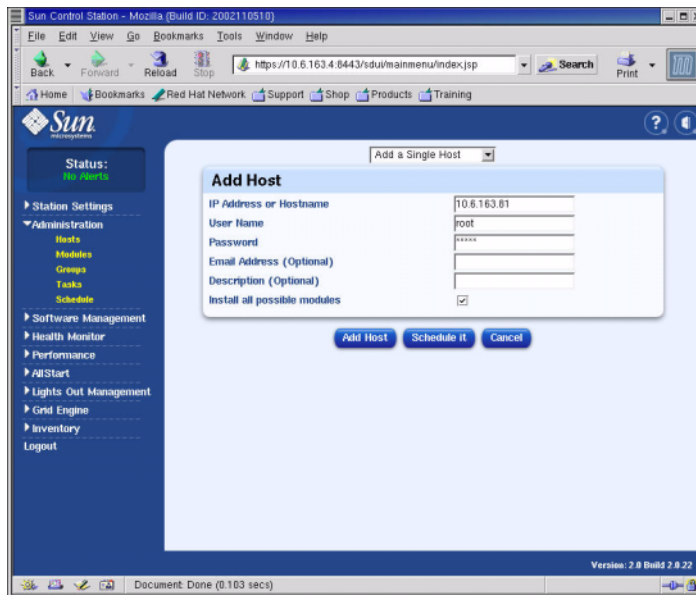 Sun Control Station - Mozilla {Build ID: 2002110510}
File Edit View Go Bookmarks Tools Window Help
Back Forward Reload Stop https://10.6.163.4:8443/sdui/mainmenu/index.jsp Search Print
Home Bookmarks Red Hat Network Support Shop Products Training
Sun
microsystems
?
Status:
No Alerts
Station Settings
Administration
Hosts
Modules
Groups
Tasks
Schedule
Software Management
Health Monitor
Performance
AllStart
Lights Out Management
Grid Engine
Inventory
Logout
Add a Single Host
Add Host
IP Address or Hostname 10.6.163.81
User Name root
Password *****
Email Address (Optional)
Description (Optional)
Install all possible modules
Add Host Schedule it Cancel
Version: 2.0 Build 2.0.22
Document: Done (0.103 secs)